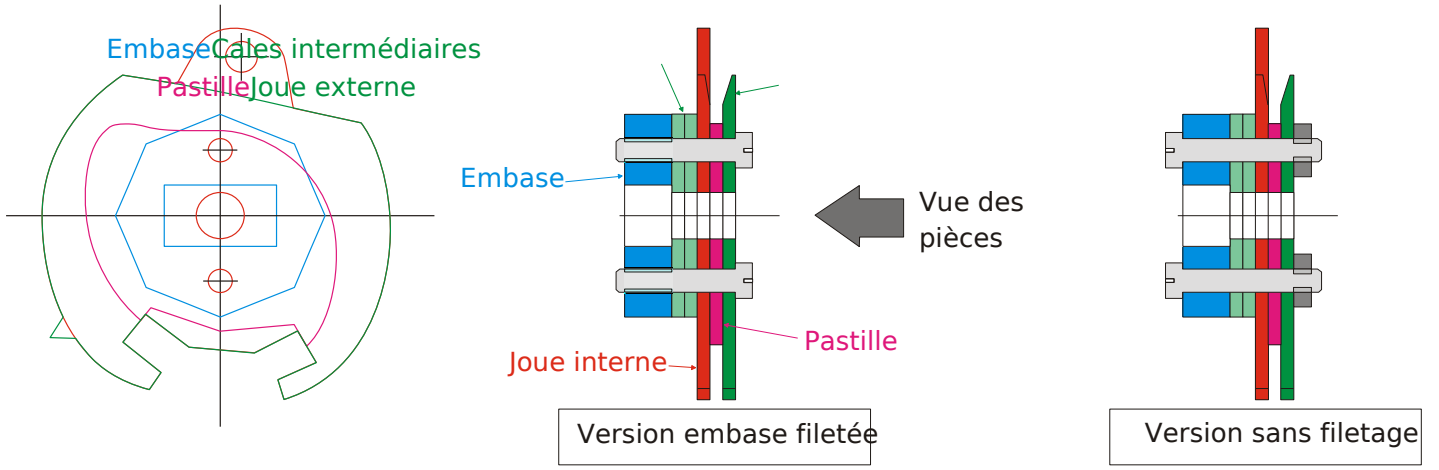 EmbaseCales intermédiaires
PastilleJoue externe
Embase
Vue des
pièces
Pastille
Joue interne
Version embase filetée
Version sans filetage